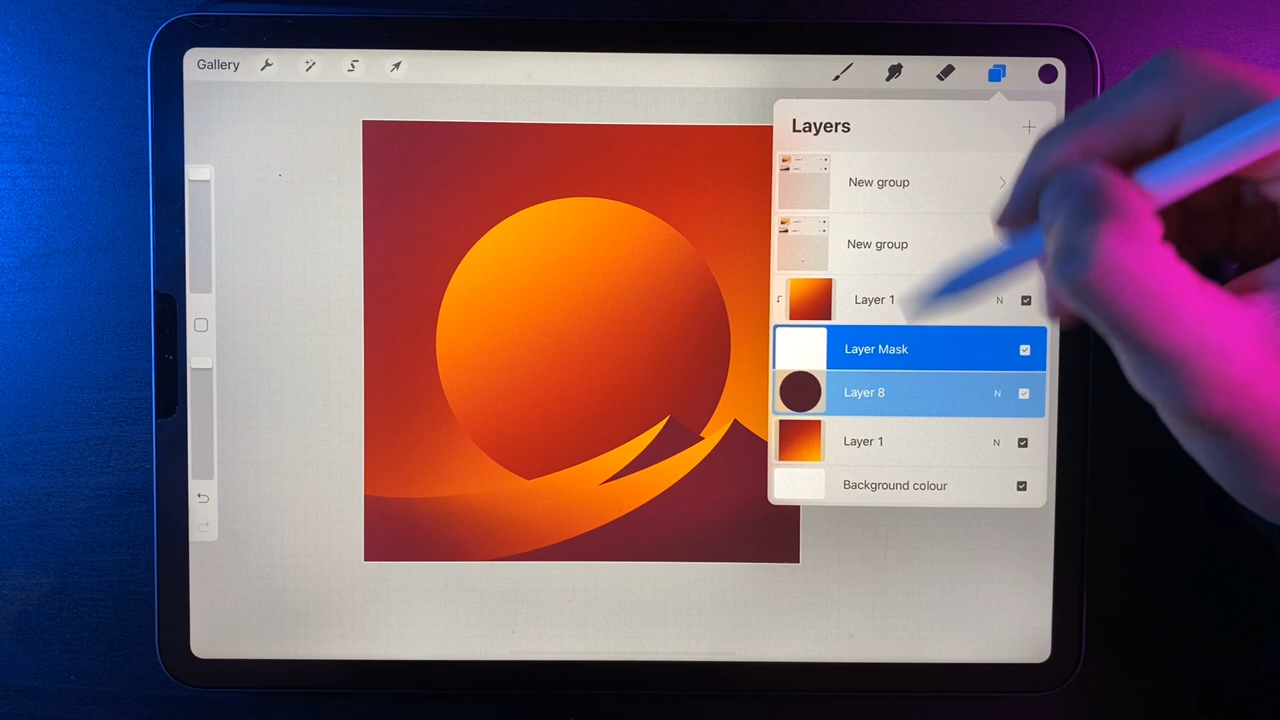 Gallery
Layers
New group
New group
Layer 1 N
Layer Mask
Layer 8 N
Layer 1 N
Background colour